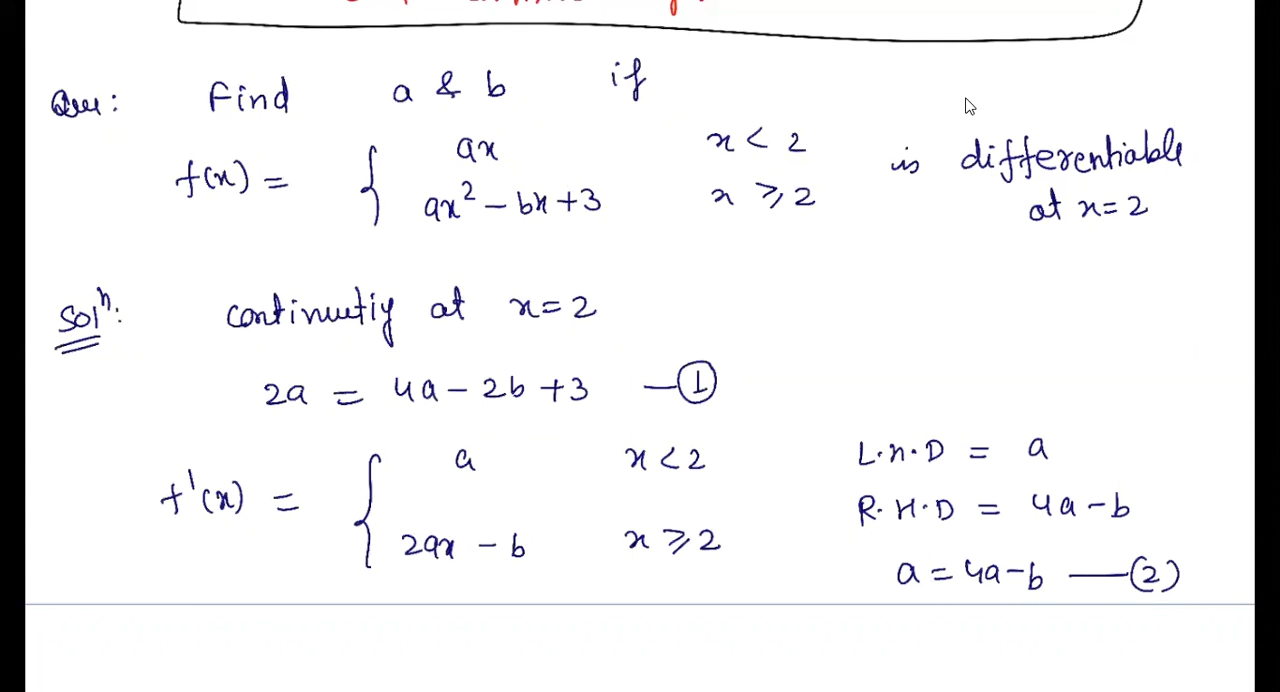 Que: Find a & b if
f(x) = { ax x < 2
ax² - bx + 3 x ⩾ 2
is differentiable
at x = 2
Solⁿ: continutiy at x = 2
2a = 4a - 2b + 3 —①
f'(x) = { a x < 2
2ax - b x ⩾ 2
L.H.D = a
R.H.D = 4a - b
a = 4a - b —(2)